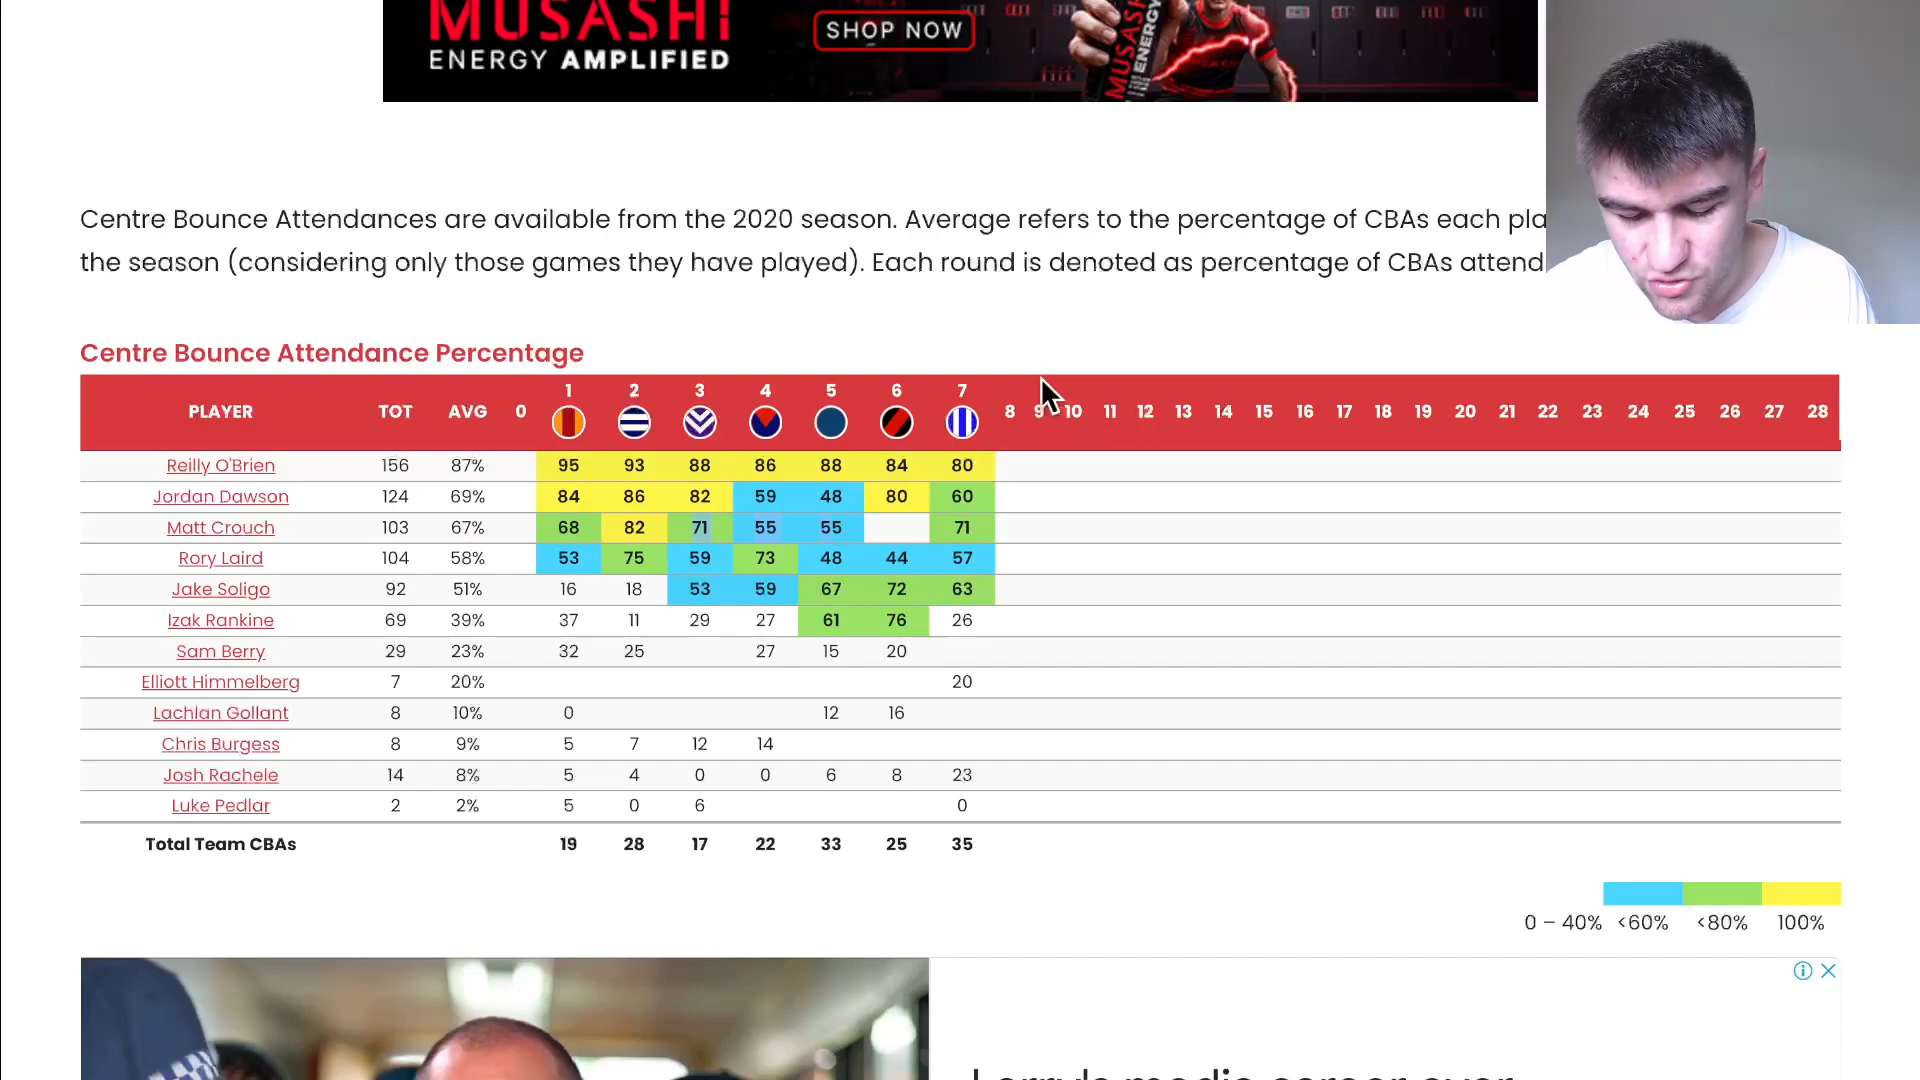 MUSASHI
ENERGY AMPLIFIED
SHOP NOW
MUSASHI
ENERGY
Centre Bounce Attendances are available from the 2020 season. Average refers to the percentage of CBAs each pla
the season (considering only those games they have played). Each round is denoted as percentage of CBAs attend
Centre Bounce Attendance Percentage
PLAYER TOT AVG 0 1 2 3 4 5 6 7 8 9 10 11 12 13 14 15 16 17 18 19 20 21 22 23 24 25 26 27 28
Reilly O'Brien 156 87% 95 93 88 86 88 84 80
Jordan Dawson 124 69% 84 86 82 59 48 80 60
Matt Crouch 103 67% 68 82 71 55 55 71
Rory Laird 104 58% 53 75 59 73 48 44 57
Jake Soligo 92 51% 16 18 53 59 67 72 63
Izak Rankine 69 39% 37 11 29 27 61 76 26
Sam Berry 29 23% 32 25 27 15 20
Elliott Himmelberg 7 20% 20
Lachlan Gollant 8 10% 0 12 16
Chris Burgess 8 9% 5 7 12 14
Josh Rachele 14 8% 5 4 0 0 6 8 23
Luke Pedlar 2 2% 5 0 6 0
Total Team CBAs 19 28 17 22 33 25 35
0 – 40% <60% <80% 100%